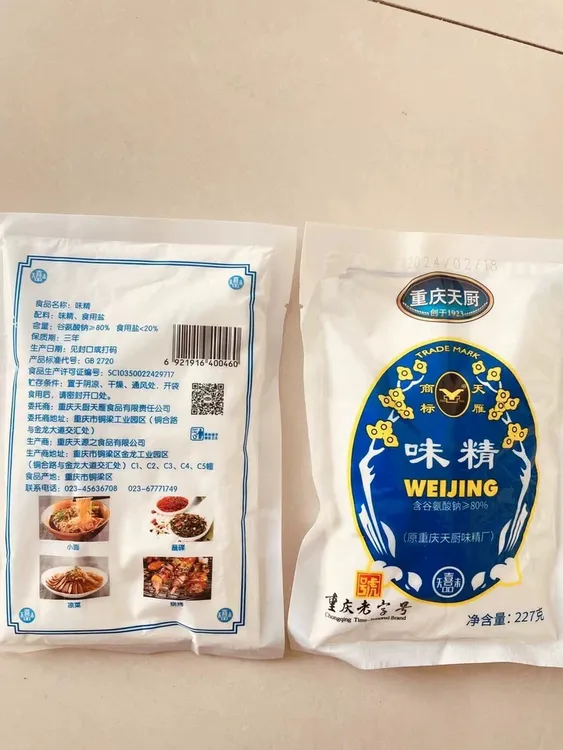 食品名称：味精
配料：味精、食用盐
含量：谷氨酸钠≥80% 食用盐<20%
保质期：三年
生产日期：见封口或打码
产品标准代号：GB 2720
食品生产许可证编号：SC10350022429717
贮存条件：置于阴凉、干燥、通风处、开袋
食用后，请密封开口处。
委托商：重庆天厨天雁食品有限责任公司
委托商地址：重庆市铜梁工业园区（铜合路
与金龙大道交汇处）
生产商：重庆天源之食品有限公司
生产商地址：重庆市铜梁区金龙工业园区
（铜合路与金龙大道交汇处）C1、C2、C3、C4、C5幢
食品产地：重庆市铜梁区
联系电话：023-45636708 023-67771749
6 921916 400460
小面
蘸碟
凉菜
烧烤
2024/02/18
重庆天厨
创于1923
TRADE MARK
商标
天雁
味精
WEIJING
含谷氨酸钠≥80%
（原重庆天厨味精厂）
重庆老字号
Chongqing Time-honored Brand
净含量：227克